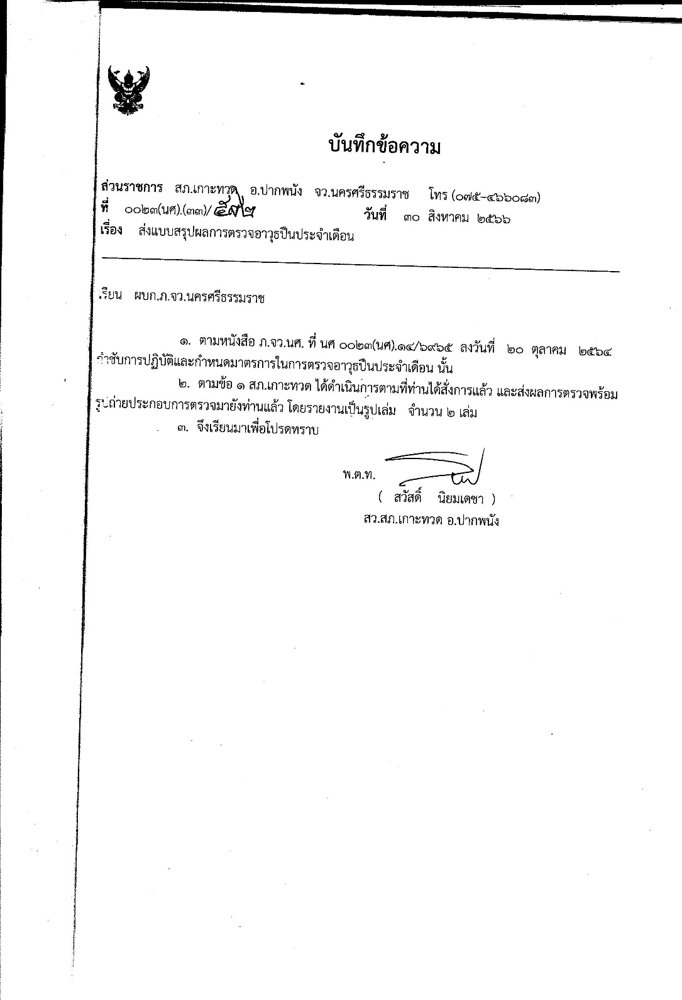 บันทึกข้อความ
ส่วนราชการ สภ.เกาะทวด อ.ปากพนัง จว.นครศรีธรรมราช โทร (๐๗๕-๔๖๖๐๘๓)
ที่ ๐๐๒๓(นศ).(๓๓)/ วันที่ ๓๐ สิงหาคม ๒๕๖๖
เรื่อง ส่งแบบสรุปผลการตรวจอาวุธปืนประจำเดือน
เรียน ผบก.ภ.จว.นครศรีธรรมราช
๑. ตามหนังสือ ภ.จว.นศ. ที่ นศ ๐๐๒๓(นศ).๑๔/๖๙๖๕ ลงวันที่ ๒๐ ตุลาคม ๒๕๖๔
กำชับการปฏิบัติและกำหนดมาตรการในการตรวจอาวุธปืนประจำเดือน นั้น
๒. ตามข้อ ๑ สภ.เกาะทวด ได้ดำเนินการตามที่ท่านได้สั่งการแล้ว และส่งผลการตรวจพร้อม
รูปถ่ายประกอบการตรวจมายังท่านแล้ว โดยรายงานเป็นรูปเล่ม จำนวน ๒ เล่ม
๓. จึงเรียนมาเพื่อโปรดทราบ
พ.ต.ท.
( สวัสดิ์ นิยมเดชา )
สว.สภ.เกาะทวด อ.ปากพนัง